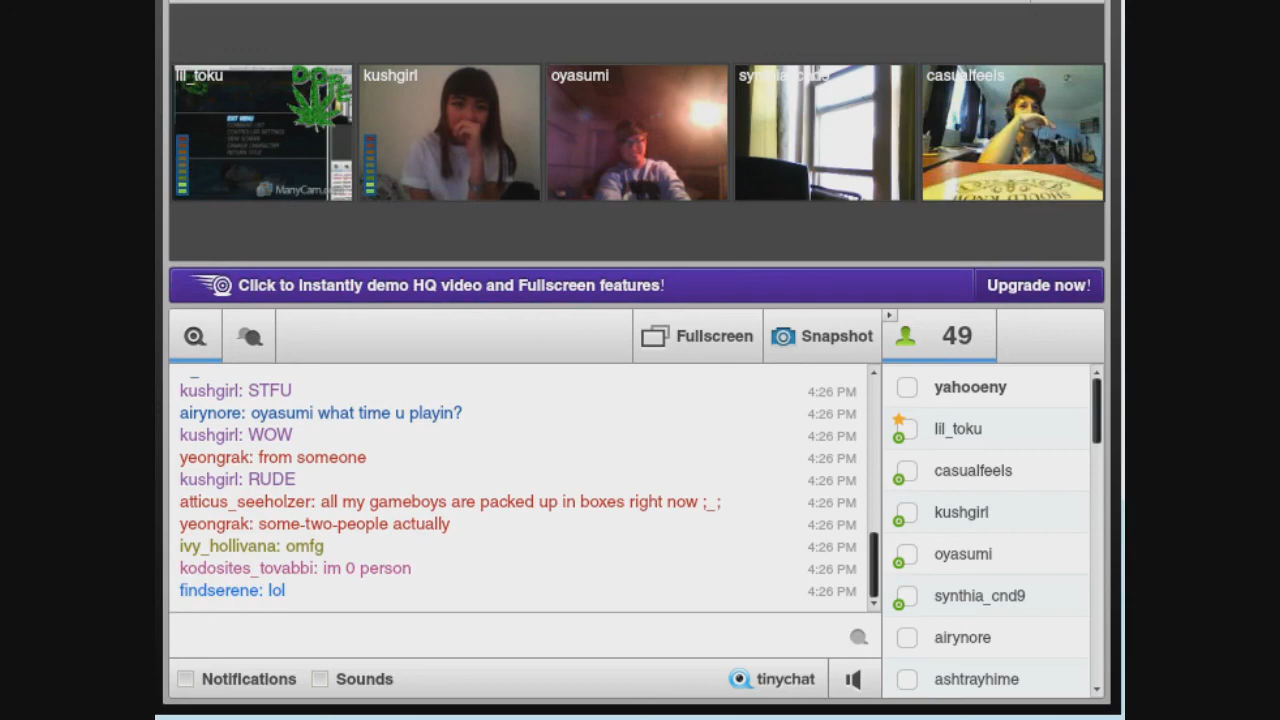 lil_toku
kushgirl
oyasumi
casualfeels
DOPE
EXIT MENU
ManyCam.
Click to instantly demo HQ video and Fullscreen features!
Upgrade now!
Fullscreen
Snapshot
49
kushgirl: STFU 4:26 PM
airynore: oyasumi what time u playin? 4:26 PM
kushgirl: WOW 4:26 PM
yeongrak: from someone 4:26 PM
kushgirl: RUDE 4:26 PM
atticus_seeholzer: all my gameboys are packed up in boxes right now ;_; 4:26 PM
yeongrak: some-two-people actually 4:26 PM
ivy_hollivana: omfg 4:26 PM
kodosites_tovabbi: im 0 person 4:26 PM
findserene: lol 4:26 PM
yahooeny
lil_toku
casualfeels
kushgirl
oyasumi
synthia_cnd9
airynore
ashtrayhime
Notifications
Sounds
tinychat